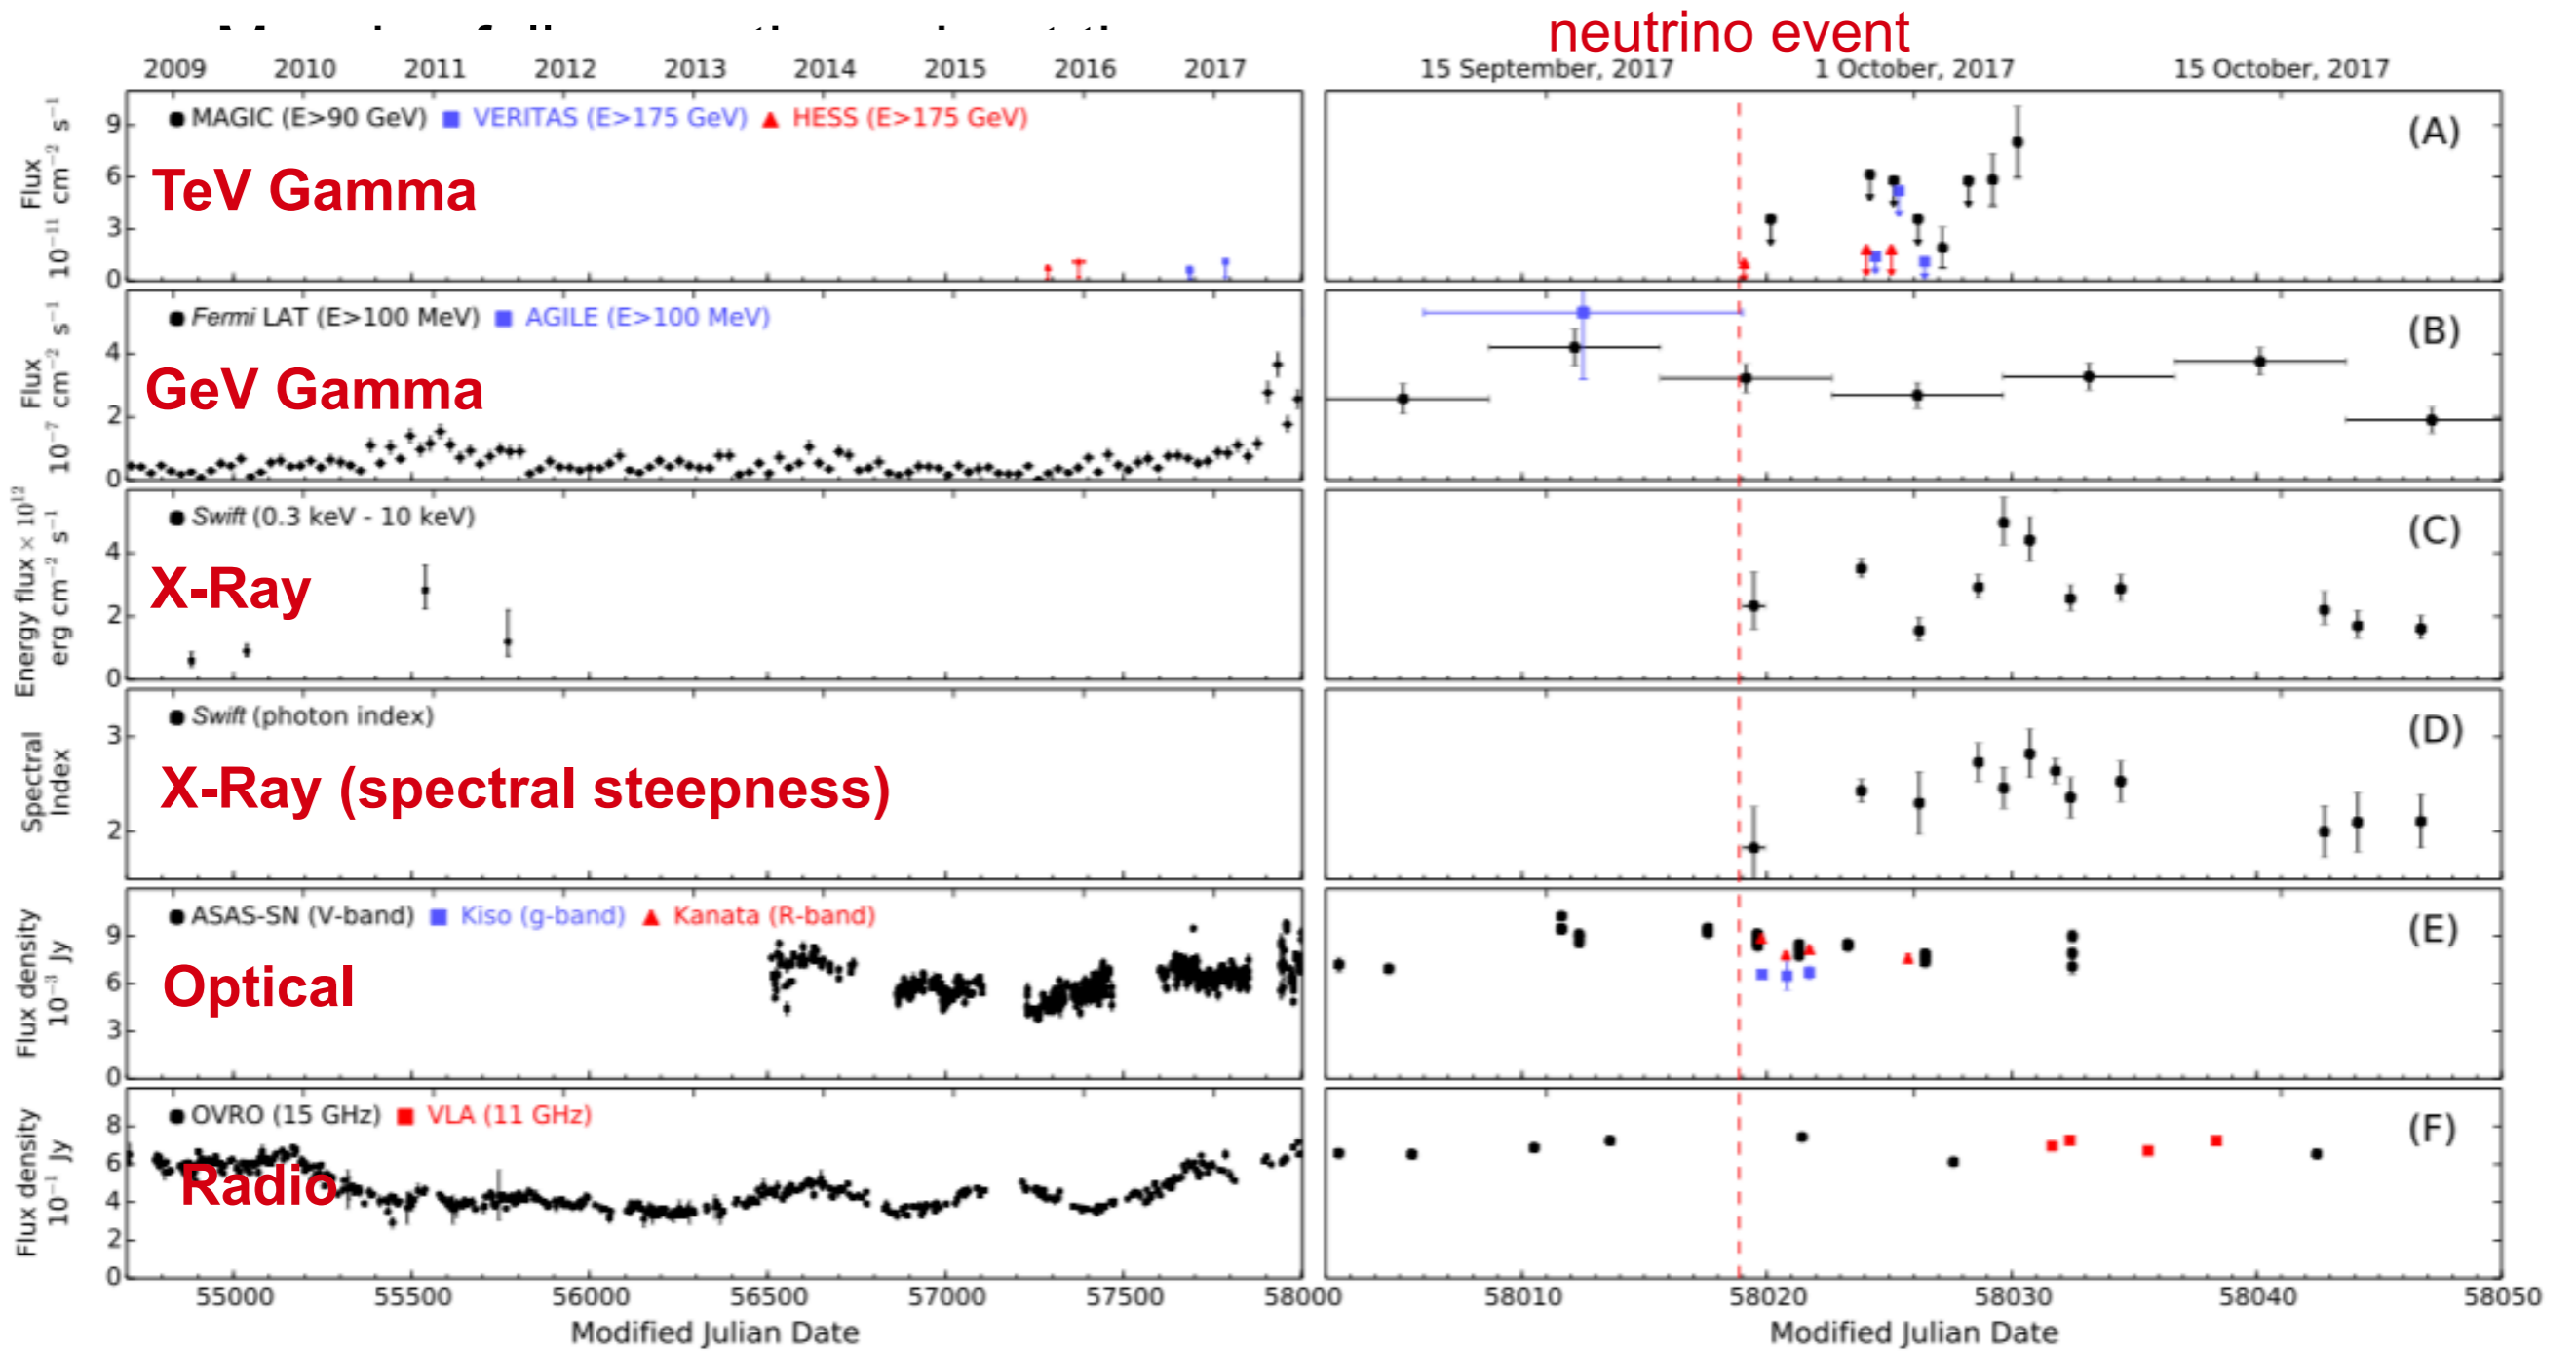 neutrino event
2009 2010 2011 2012 2013 2014 2015 2016 2017
15 September, 2017 1 October, 2017 15 October, 2017
Flux
10⁻¹¹ cm⁻² s⁻¹
9
6
3
0
MAGIC (E>90 GeV) VERITAS (E>175 GeV) HESS (E>175 GeV)
TeV Gamma
(A)
Flux
10⁻⁷ cm⁻² s⁻¹
4
2
0
Fermi LAT (E>100 MeV) AGILE (E>100 MeV)
GeV Gamma
(B)
Energy flux × 10¹²
erg cm⁻² s⁻¹
4
2
0
Swift (0.3 keV - 10 keV)
X-Ray
(C)
Spectral
Index
3
2
Swift (photon index)
X-Ray (spectral steepness)
(D)
Flux density
10⁻³ Jy
9
6
3
0
ASAS-SN (V-band) Kiso (g-band) Kanata (R-band)
Optical
(E)
Flux density
10⁻¹ Jy
8
6
4
2
0
OVRO (15 GHz) VLA (11 GHz)
Radio
(F)
55000 55500 56000 56500 57000 57500 58000 58010 58020 58030 58040 58050
Modified Julian Date Modified Julian Date